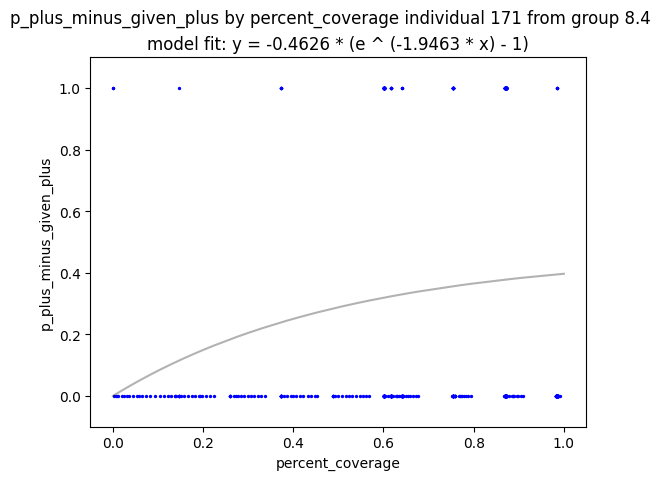 p_plus_minus_given_plus by percent_coverage individual 171 from group 8.4
model fit: y = -0.4626 * (e ^ (-1.9463 * x) - 1)
1.0
0.8
0.6
0.4
0.2
0.0
p_plus_minus_given_plus
0.0 0.2 0.4 0.6 0.8 1.0
percent_coverage